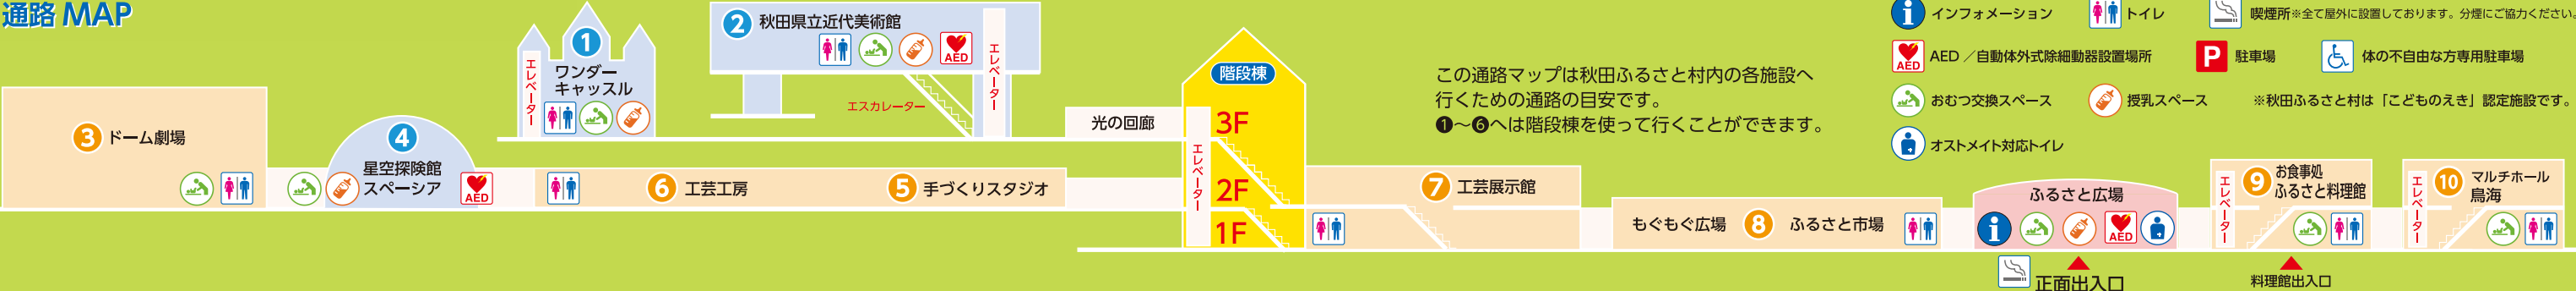 通路 MAP
❶
ワンダー
キャッスル
エレベーター
❷ 秋田県立近代美術館
AED
エスカレーター
エレベーター
❸ ドーム劇場
❹
星空探険館
スペーシア
AED
❻ 工芸工房
❺ 手づくりスタジオ
光の回廊
階段棟
3F
2F
1F
エレベーター
❼ 工芸展示館
この通路マップは秋田ふるさと村内の各施設へ
行くための通路の目安です。
❶〜❻へは階段棟を使って行くことができます。
もぐもぐ広場 ❽ ふるさと市場
ふるさと広場
i
AED
正面出入口
エレベーター
❾ お食事処
ふるさと料理館
料理館出入口
エレベーター
❿ マルチホール
鳥海
i インフォメーション
トイレ
喫煙所※全て屋外に設置しております。分煙にご協力ください。
AED AED ／自動体外式除細動器設置場所
P 駐車場
体の不自由な方専用駐車場
おむつ交換スペース
授乳スペース
※秋田ふるさと村は「こどものえき」認定施設です。
オストメイト対応トイレ